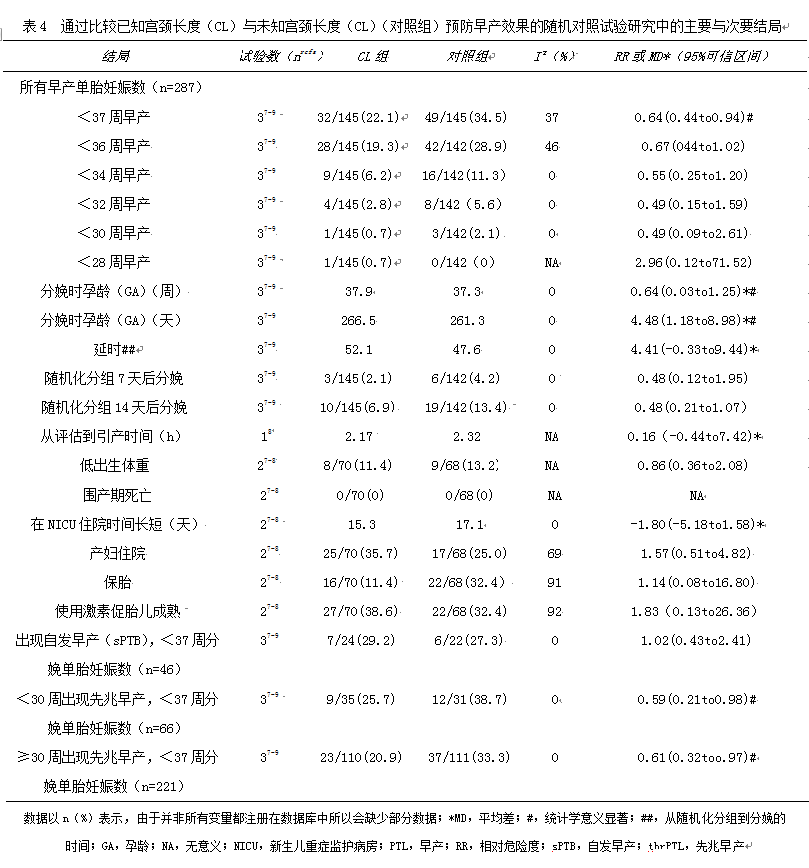 表 4 通过比较已知宫颈长度（CL）与未知宫颈长度（CL）(对照组）预防早产效果的随机对照试验研究中的主要与次要结局
结局 试验数（n^refs） CL 组 对照组 I²（%） RR 或 MD*（95%可信区间）
所有早产单胎妊娠数（n=287)
＜37 周早产 3^7-9 32/145(22.1) 49/145(34.5) 37 0.64(0.44to0.94)#
＜36 周早产 3^7-9 28/145(19.3) 42/142(28.9) 46 0.67(044to1.02)
＜34 周早产 3^7-9 9/145(6.2) 16/142(11.3) 0 0.55(0.25to1.20)
＜32 周早产 3^7-9 4/145(2.8) 8/142（5.6) 0 0.49(0.15to1.59)
＜30 周早产 3^7-9 1/145(0.7) 3/142(2.1) 0 0.49(0.09to2.61)
＜28 周早产 3^7-9 1/145(0.7) 0/142（0） NA 2.96(0.12to71.52)
分娩时孕龄（GA）（周） 3^7-9 37.9 37.3 0 0.64(0.03to1.25)*#
分娩时孕龄（GA）（天） 3^7-9 266.5 261.3 0 4.48(1.18to8.98)*#
延时## 3^7-9 52.1 47.6 0 4.41(-0.33to9.44)*
随机化分组 7 天后分娩 3^7-9 3/145(2.1) 6/142(4.2) 0 0.48(0.12to1.95)
随机化分组 14 天后分娩 3^7-9 10/145(6.9) 19/142(13.4) 0 0.48(0.21to1.07)
从评估到引产时间（h） 1^8 2.17 2.32 NA 0.16（-0.44to7.42)*
低出生体重 2^7-8 8/70(11.4) 9/68(13.2) NA 0.86(0.36to2.08)
围产期死亡 2^7-8 0/70(0) 0/68(0) NA NA
在 NICU 住院时间长短（天） 2^7-8 15.3 17.1 0 -1.80(-5.18to1.58)*
产妇住院 2^7-8 25/70(35.7) 17/68(25.0) 69 1.57(0.51to4.82)
保胎 2^7-8 16/70(11.4) 22/68(32.4) 91 1.14(0.08to16.80)
使用激素促胎儿成熟 2^7-8 27/70(38.6) 22/68(32.4) 92 1.83（0.13to26.36）
出现自发早产（sPTB），＜37 周分 3^7-9 7/24(29.2) 6/22(27.3) 0 1.02(0.43to2.41)
娩单胎妊娠数（n=46)
＜30 周出现先兆早产，＜37 周分 3^7-9 9/35(25.7) 12/31(38.7) 0 0.59(0.21to0.98)#
娩单胎妊娠数（n=66)
≥30 周出现先兆早产，＜37 周分 3^7-9 23/110(20.9) 37/111(33.3) 0 0.61(0.32too.97)#
娩单胎妊娠数（n=221)
数据以 n（%）表示，由于并非所有变量都注册在数据库中所以会缺少部分数据；*MD，平均差；#，统计学意义显著；##，从随机化分组到分娩的
时间；GA，孕龄；NA，无意义；NICU，新生儿重症监护病房；PTL，早产；RR，相对危险度；sPTB，自发早产；thrPTL，先兆早产